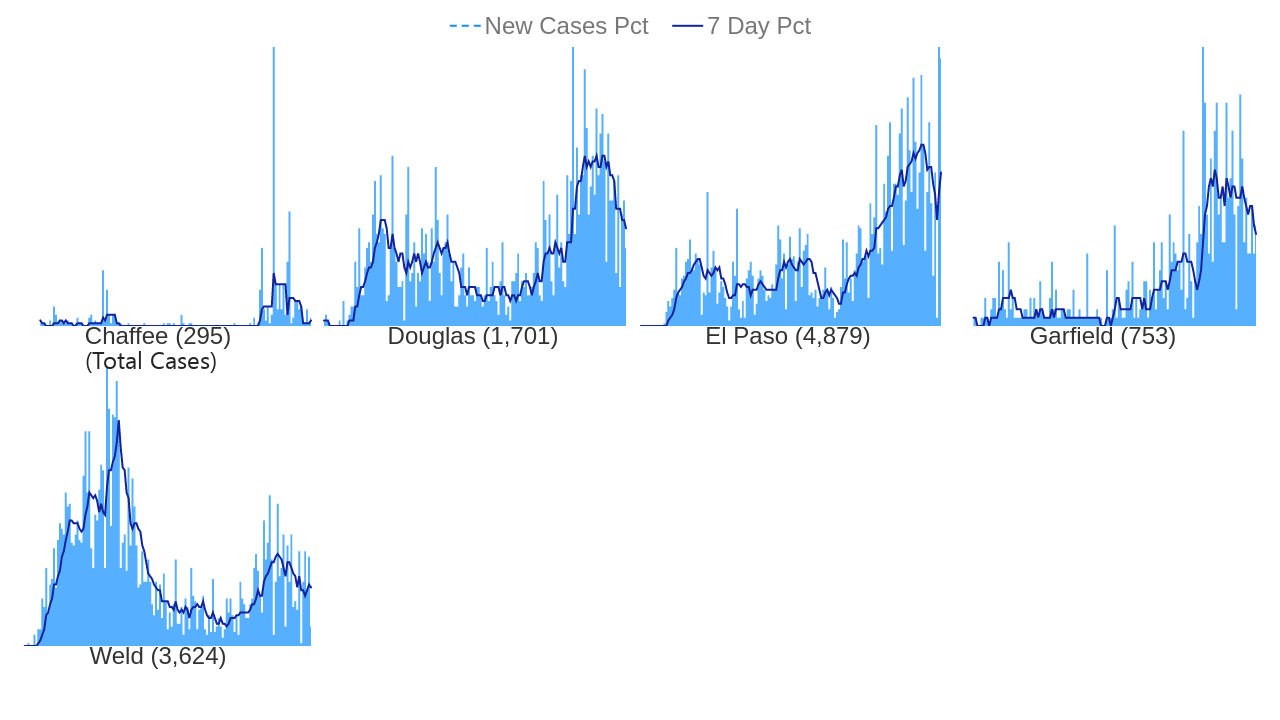 New Cases Pct 7 Day Pct
Chaffee (295) Douglas (1,701) El Paso (4,879) Garfield (753)
(Total Cases)
Weld (3,624)